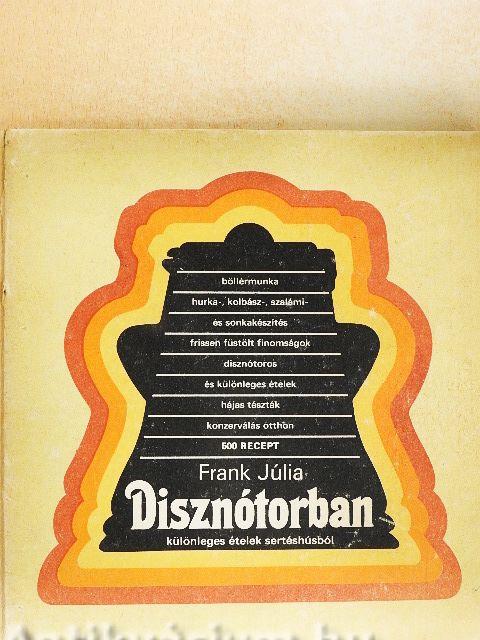 böllérmunka
hurka-, kolbász-, szalámi-
és sonkakészítés
frissen füstölt finomságok
disznótoros
és különleges ételek
hájas tészták
konzerválás otthon
500 RECEPT
Frank Júlia
Disznótorban
különleges ételek sertéshúsból